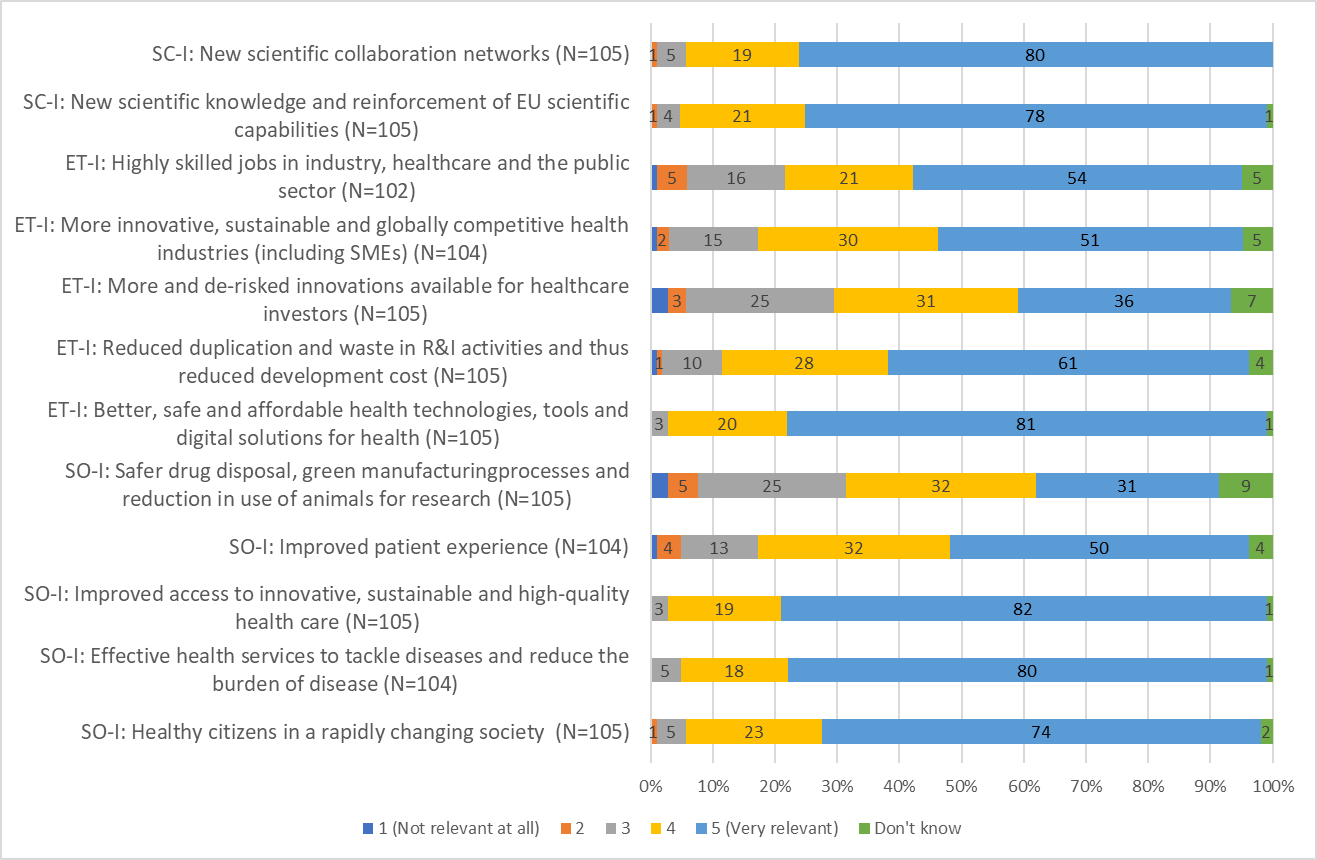 SC-I: New scientific collaboration networks (N=105)
1 5 19 80
SC-I: New scientific knowledge and reinforcement of EU scientific
capabilities (N=105)
1 4 21 78 1
ET-I: Highly skilled jobs in industry, healthcare and the public
sector (N=102)
5 16 21 54 5
ET-I: More innovative, sustainable and globally competitive health
industries (including SMEs) (N=104)
2 15 30 51 5
ET-I: More and de-risked innovations available for healthcare
investors (N=105)
3 25 31 36 7
ET-I: Reduced duplication and waste in R&I activities and thus
reduced development cost (N=105)
1 10 28 61 4
ET-I: Better, safe and affordable health technologies, tools and
digital solutions for health (N=105)
3 20 81 1
SO-I: Safer drug disposal, green manufacturingprocesses and
reduction in use of animals for research (N=105)
5 25 32 31 9
SO-I: Improved patient experience (N=104)
4 13 32 50 4
SO-I: Improved access to innovative, sustainable and high-quality
health care (N=105)
3 19 82 1
SO-I: Effective health services to tackle diseases and reduce the
burden of disease (N=104)
5 18 80 1
SO-I: Healthy citizens in a rapidly changing society (N=105)
1 5 23 74 2
0% 10% 20% 30% 40% 50% 60% 70% 80% 90% 100%
1 (Not relevant at all) 2 3 4 5 (Very relevant) Don't know